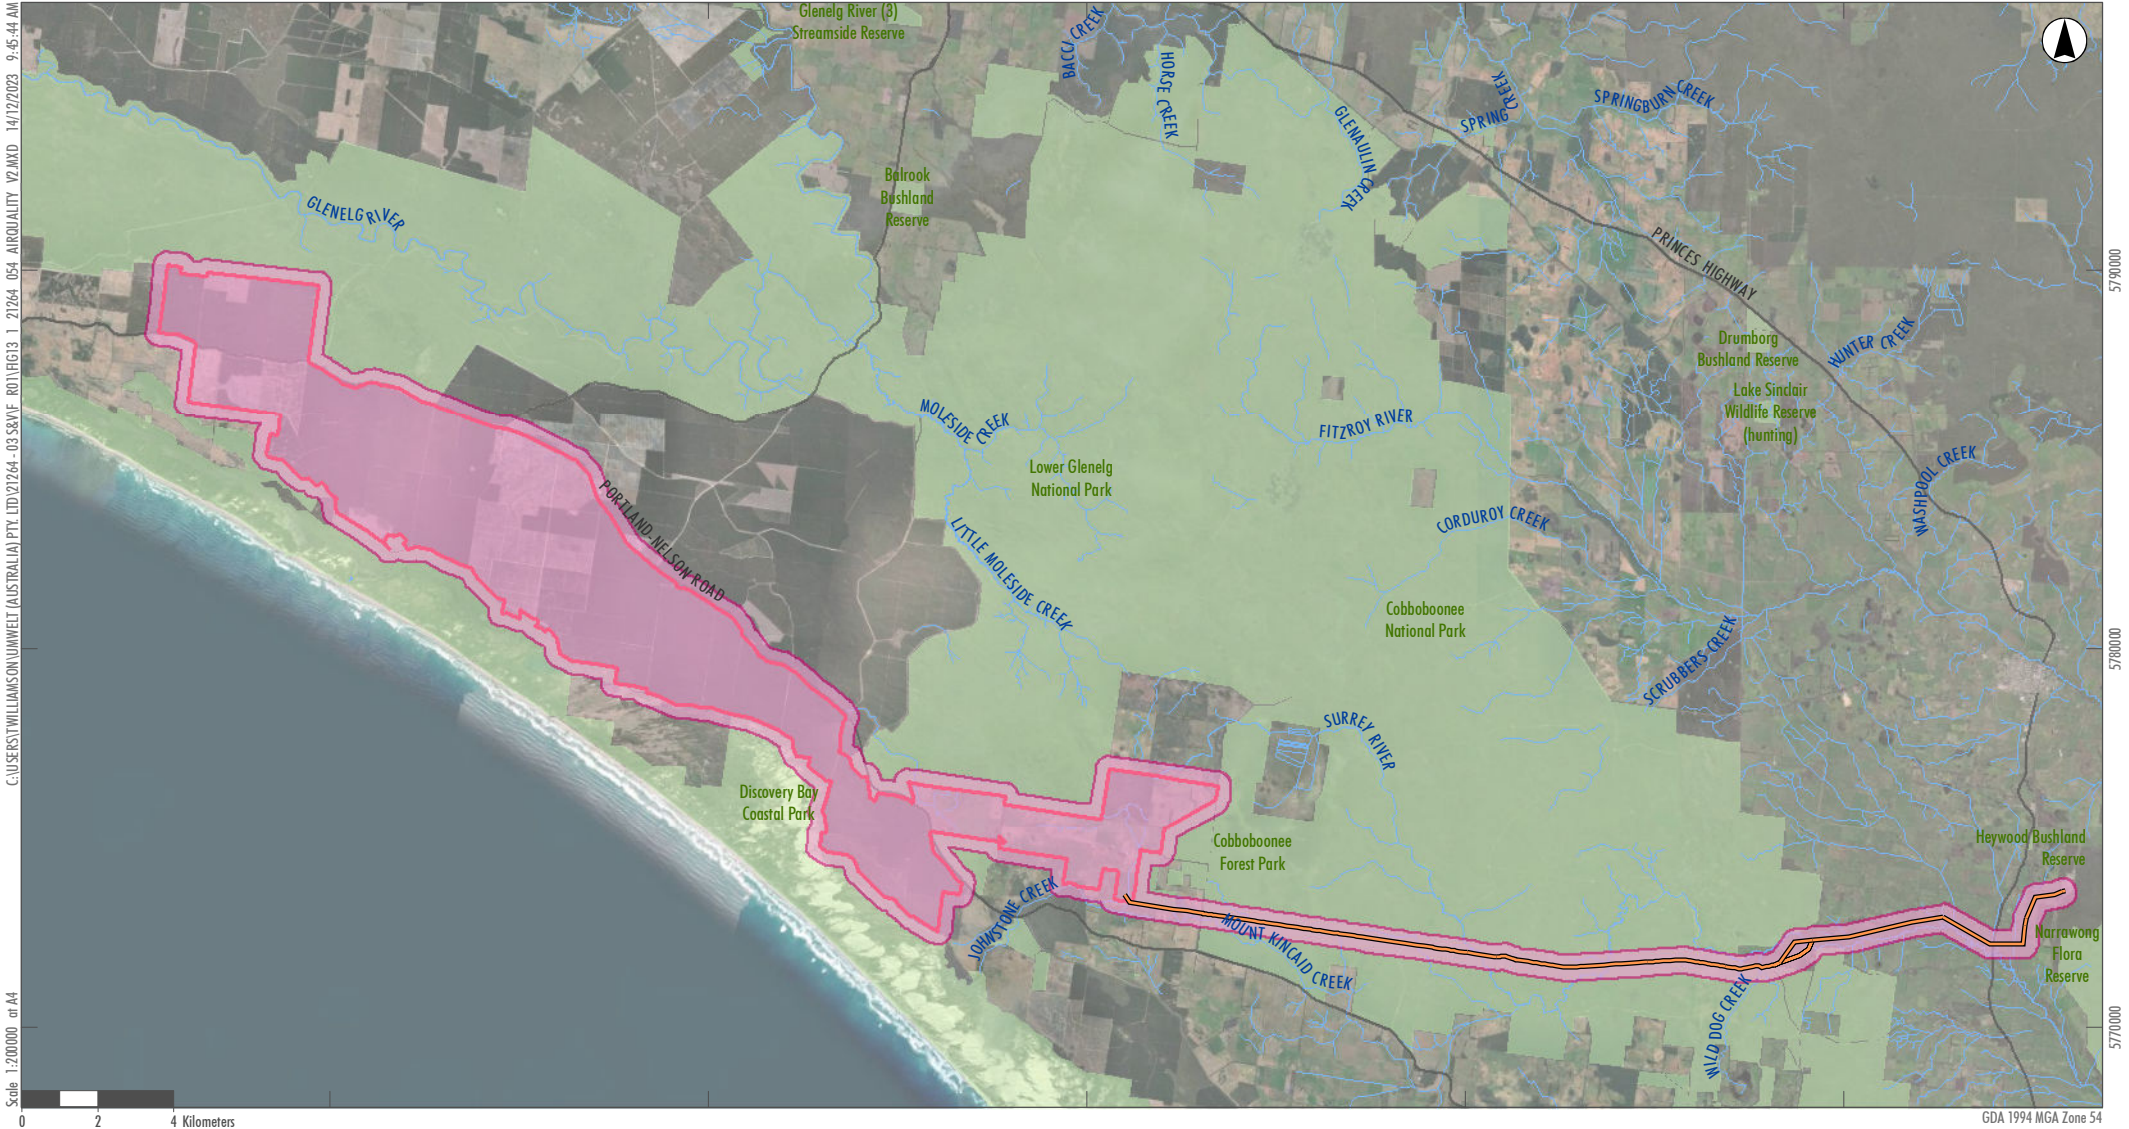 C:\USERS\TWILLIAMSON\UMWELT (AUSTRALIA) PTY. LTD\21264 - 03 S&V\F R01\FIG13 1 21264 054 AIRQUALITY V2.MXD 14/12/2023 9:45:44 AM
Scale 1:200000 at A4
Glenelg River (3)
Streamside Reserve
BACCI CREEK
HORSE CREEK
GLENAULIN CREEK
SPRING CREEK
SPRINGBURN CREEK
Balrook
Bushland
Reserve
GLENELG RIVER
PRINCES HIGHWAY
5790000
Drumborg
Bushland Reserve
HUNTER CREEK
Lake Sinclair
Wildlife Reserve
(hunting)
MOLESIDE CREEK
FITZROY RIVER
Lower Glenelg
National Park
WASHPOOL CREEK
PORTLAND-NELSON ROAD
LITTLE MOLESIDE CREEK
CORDUROY CREEK
Cobboboonee
National Park
SCRUBBERS CREEK
5780000
SURREY RIVER
Discovery Bay
Coastal Park
Cobboboonee
Forest Park
Heywood Bushland
Reserve
JOHNSTONE CREEK
MOUNT KINCAID CREEK
Narrawong
Flora
Reserve
WILD DOG CREEK
5770000
0 2 4 Kilometers
GDA 1994 MGA Zone 54